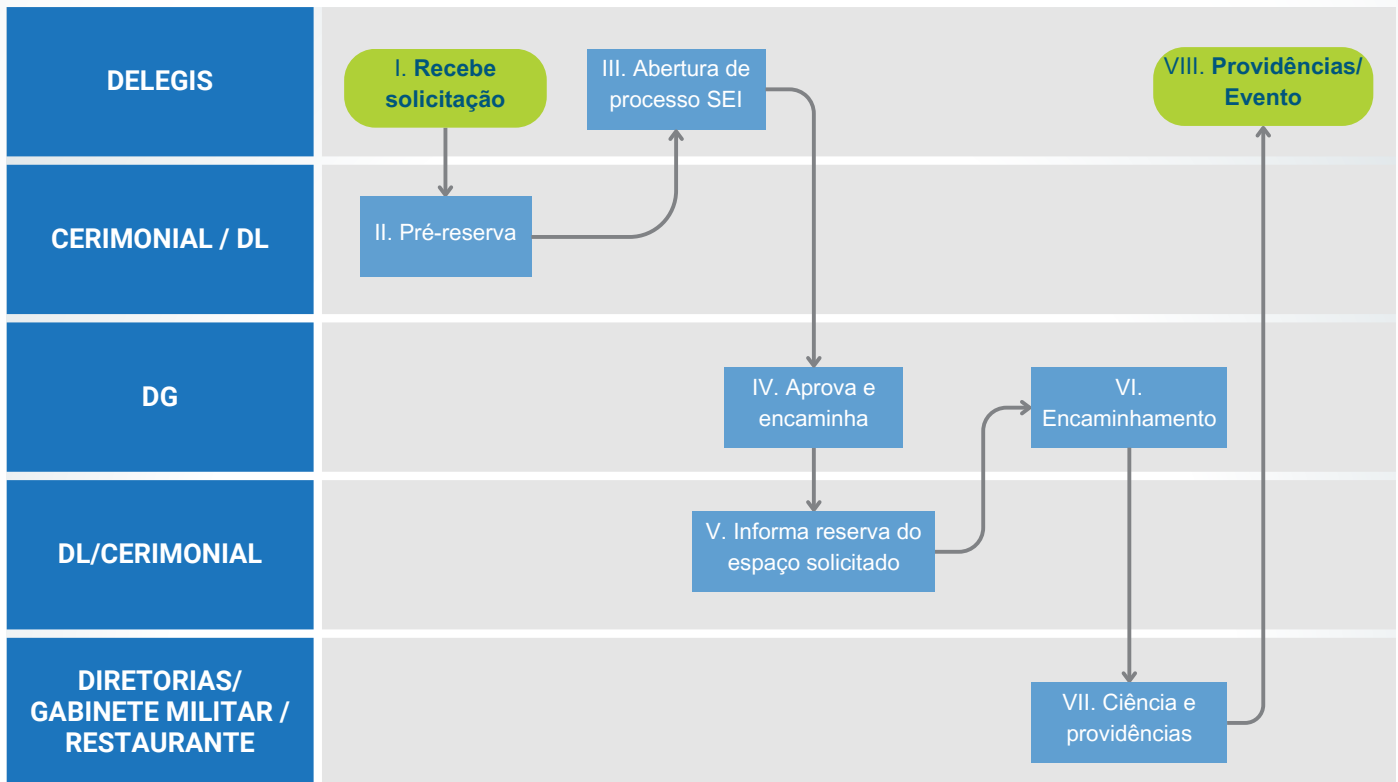 DELEGIS
I. Recebe
solicitação
III. Abertura de
processo SEI
VIII. Providências/
Evento
CERIMONIAL / DL
II. Pré-reserva
DG
IV. Aprova e
encaminha
VI.
Encaminhamento
DL/CERIMONIAL
V. Informa reserva do
espaço solicitado
DIRETORIAS/
GABINETE MILITAR /
RESTAURANTE
VII. Ciência e
providências